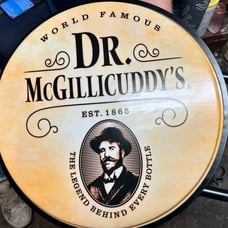 WORLD FAMOUS
DR.
McGILLICUDDY'S
EST. 1865
THE LEGEND BEHIND EVERY BOTTLE